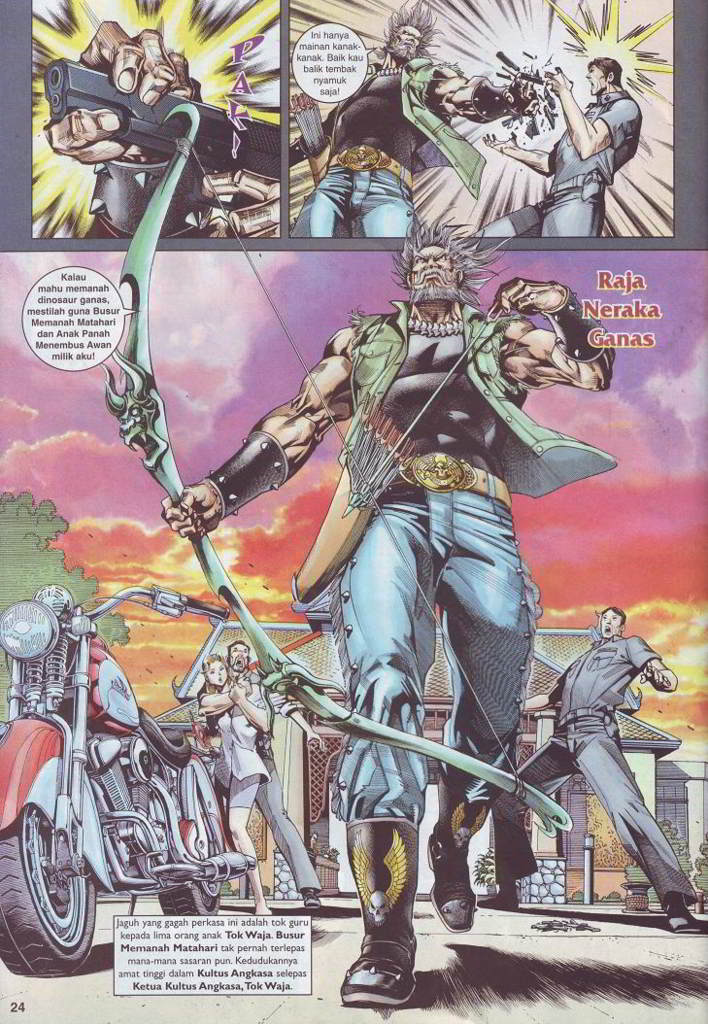 PAK!
Ini hanya
mainan kanak-
kanak. Baik kau
balik tembak
nyamuk
saja!
Kalau
mahu memanah
dinosaur ganas,
mestilah guna Busur
Memanah Matahari
dan Anak Panah
Menembus Awan
milik aku!
Raja
Neraka
Ganas
Jaguh yang gagah perkasa ini adalah tok guru
kepada lima orang anak Tok Waja. Busur
Memanah Matahari tak pernah terlepas
mana-mana sasaran pun. Kedudukannya
amat tinggi dalam Kultus Angkasa selepas
Ketua Kultus Angkasa, Tok Waja.
24